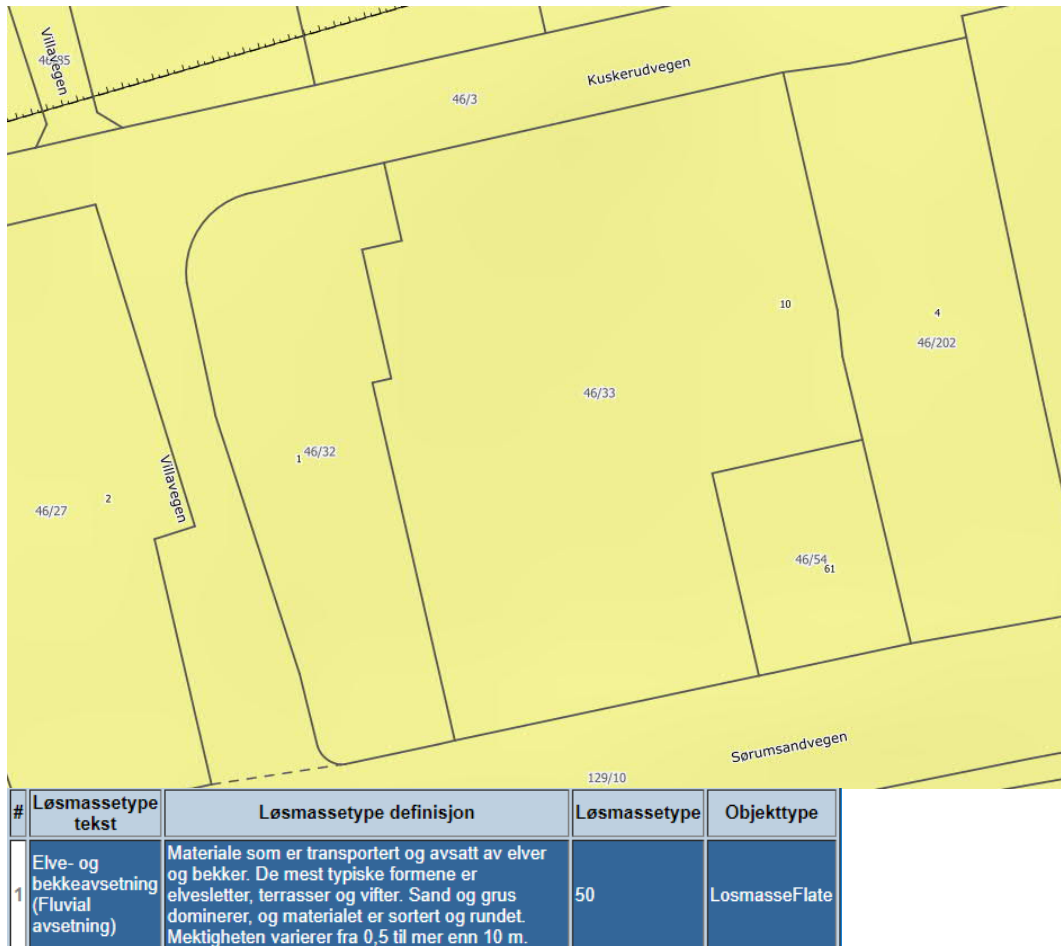 Villavegen
46/85
Kuskerudvegen
46/3
10
4
46/202
46/33
46/32
1
Villavegen
2
46/27
46/54
61
Sørumsandvegen
129/10
# Løsmassetype tekst Løsmassetype definisjon Løsmassetype Objekttype
1 Elve- og bekkeavsetning (Fluvial avsetning)
Materiale som er transportert og avsatt av elver
og bekker. De mest typiske formene er
elvesletter, terrasser og vifter. Sand og grus
dominerer, og materialet er sortert og rundet.
Mektigheten varierer fra 0,5 til mer enn 10 m.
50
LosmasseFlate